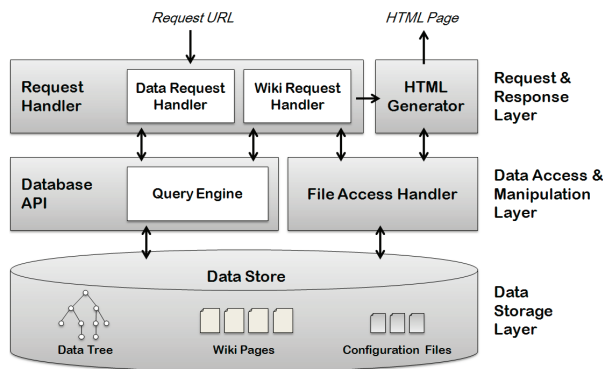 Request URL
HTML Page
Request
Handler
Data Request
Handler
Wiki Request
Handler
HTML
Generator
Request &
Response
Layer
Database
API
Query Engine
File Access Handler
Data Access &
Manipulation
Layer
Data Store
Data Tree
Wiki Pages
Configuration Files
Data
Storage
Layer